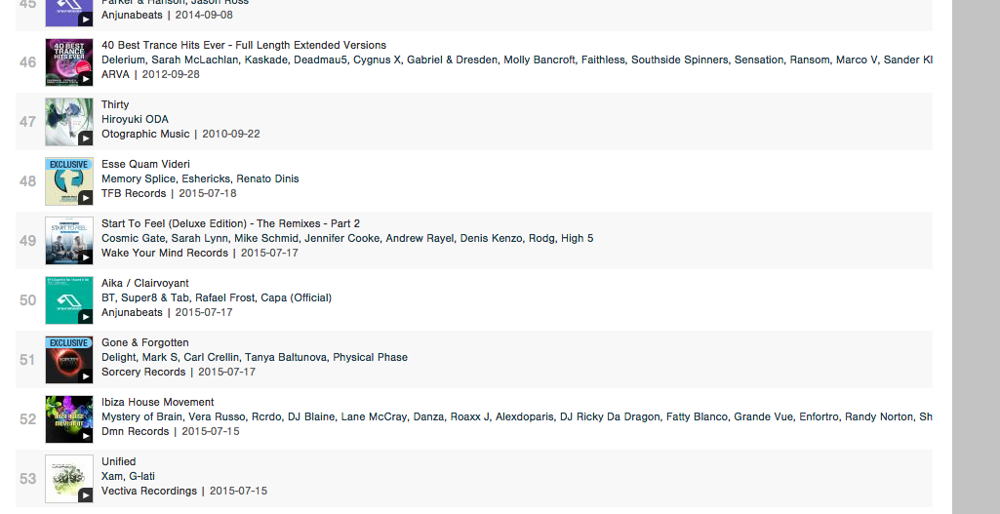 45
Parker & Hanson, Jason Ross
Anjunabeats | 2014-09-08
46
40 BEST
TRANCE
HITS EVER
40 Best Trance Hits Ever - Full Length Extended Versions
Delerium, Sarah McLachlan, Kaskade, Deadmau5, Cygnus X, Gabriel & Dresden, Molly Bancroft, Faithless, Southside Spinners, Sensation, Ransom, Marco V, Sander Kl
ARVA | 2012-09-28
47
Thirty
Hiroyuki ODA
Otographic Music | 2010-09-22
48
EXCLUSIVE
Esse Quam Videri
Memory Splice, Eshericks, Renato Dinis
TFB Records | 2015-07-18
49
START TO FEEL
Start To Feel (Deluxe Edition) - The Remixes - Part 2
Cosmic Gate, Sarah Lynn, Mike Schmid, Jennifer Cooke, Andrew Rayel, Denis Kenzo, Rodg, High 5
Wake Your Mind Records | 2015-07-17
50
Aika / Clairvoyant
BT, Super8 & Tab, Rafael Frost, Capa (Official)
Anjunabeats | 2015-07-17
51
EXCLUSIVE
SORCERY
Gone & Forgotten
Delight, Mark S, Carl Crellin, Tanya Baltunova, Physical Phase
Sorcery Records | 2015-07-17
52
IBIZA HOUSE
MOVEMENT
Ibiza House Movement
Mystery of Brain, Vera Russo, Rcrdo, DJ Blaine, Lane McCray, Danza, Roaxx J, Alexdoparis, DJ Ricky Da Dragon, Fatty Blanco, Grande Vue, Enfortro, Randy Norton, Sh
Dmn Records | 2015-07-15
53
Unified
Xam, G-lati
Vectiva Recordings | 2015-07-15